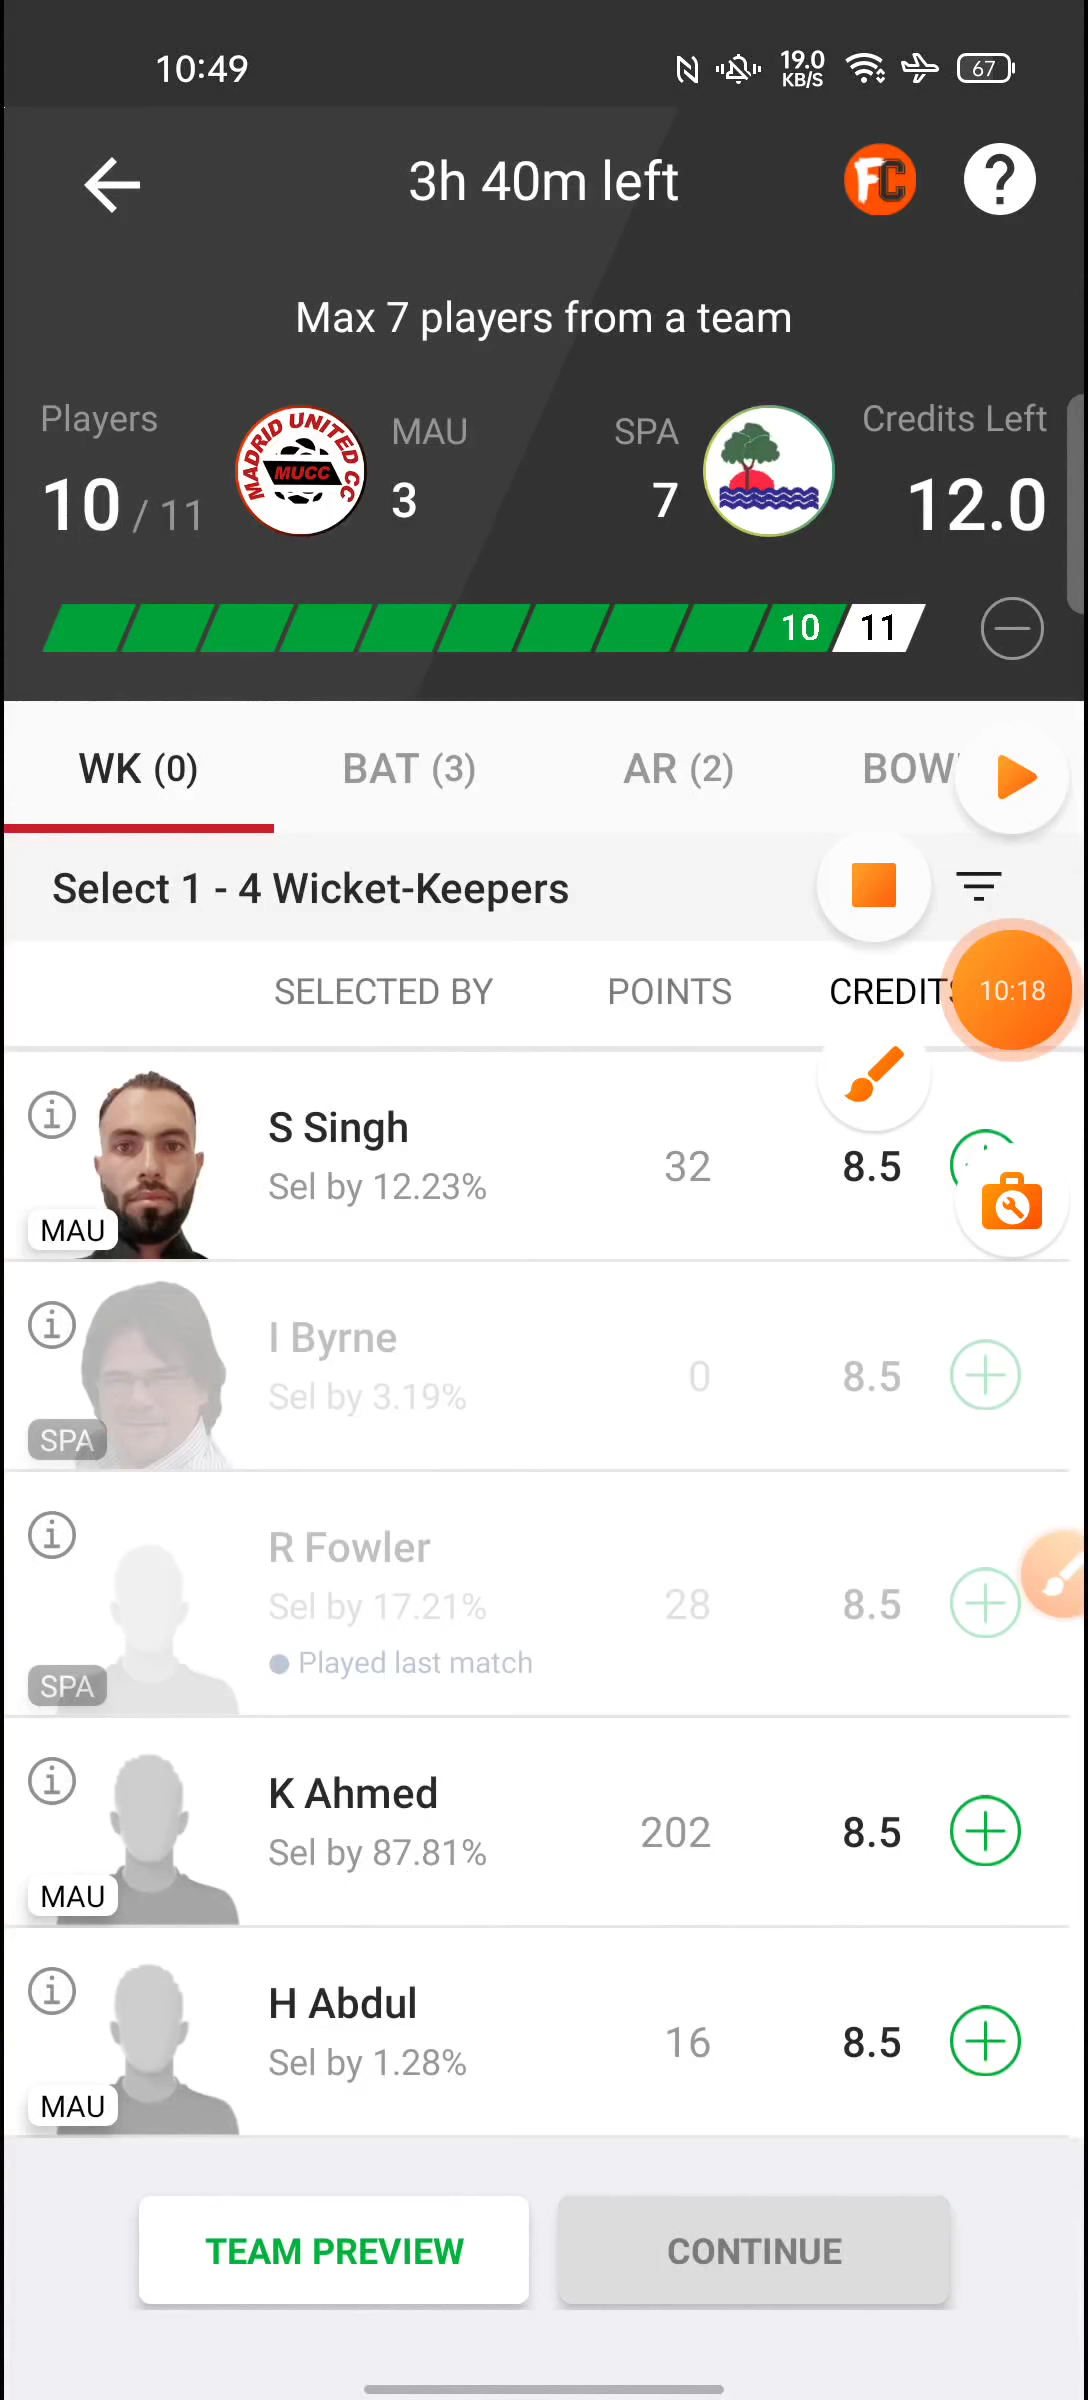 10:49
19.0
KB/S
67
3h 40m left
FC
?
Max 7 players from a team
Players
10 / 11
MADRID UNITED CC
MUCC
MAU
3
SPA
7
Credits Left
12.0
10
11
WK (0)
BAT (3)
AR (2)
BOW
Select 1 - 4 Wicket-Keepers
SELECTED BY
POINTS
CREDITS
10:18
S Singh
Sel by 12.23%
32
8.5
MAU
I Byrne
Sel by 3.19%
0
8.5
SPA
R Fowler
Sel by 17.21%
Played last match
28
8.5
SPA
K Ahmed
Sel by 87.81%
202
8.5
MAU
H Abdul
Sel by 1.28%
16
8.5
MAU
TEAM PREVIEW
CONTINUE